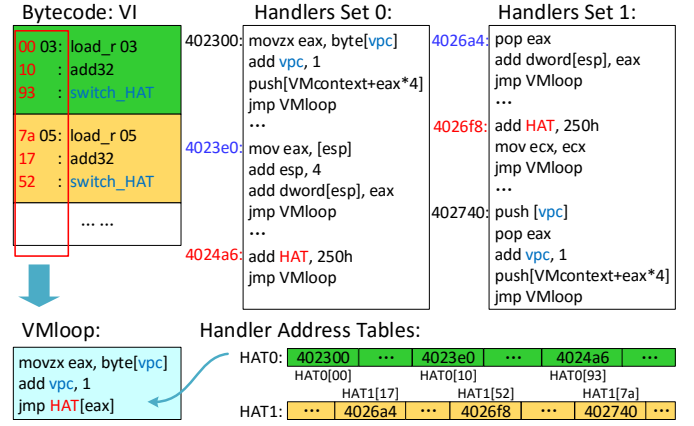 Bytecode: VI
00 03: load_r 03
10 : add32
93 : switch_HAT
7a 05: load_r 05
17 : add32
52 : switch_HAT
... ...
Handlers Set 0:
402300: movzx eax, byte[vpc]
add vpc, 1
push[VMcontext+eax*4]
jmp VMloop
...
4023e0: mov eax, [esp]
add esp, 4
add dword[esp], eax
jmp VMloop
...
4024a6: add HAT, 250h
jmp VMloop
Handlers Set 1:
4026a4: pop eax
add dword[esp], eax
jmp VMloop
...
4026f8: add HAT, 250h
mov ecx, ecx
jmp VMloop
...
402740: push [vpc]
pop eax
add vpc, 1
push[VMcontext+eax*4]
jmp VMloop
VMloop:
movzx eax, byte[vpc]
add vpc, 1
jmp HAT[eax]
Handler Address Tables:
HAT0: 402300 ... 4023e0 ... 4024a6 ...
HAT0[00] HAT0[10] HAT0[93]
HAT1[17] HAT1[52] HAT1[7a]
HAT1: ... 4026a4 ... 4026f8 ... 402740 ...